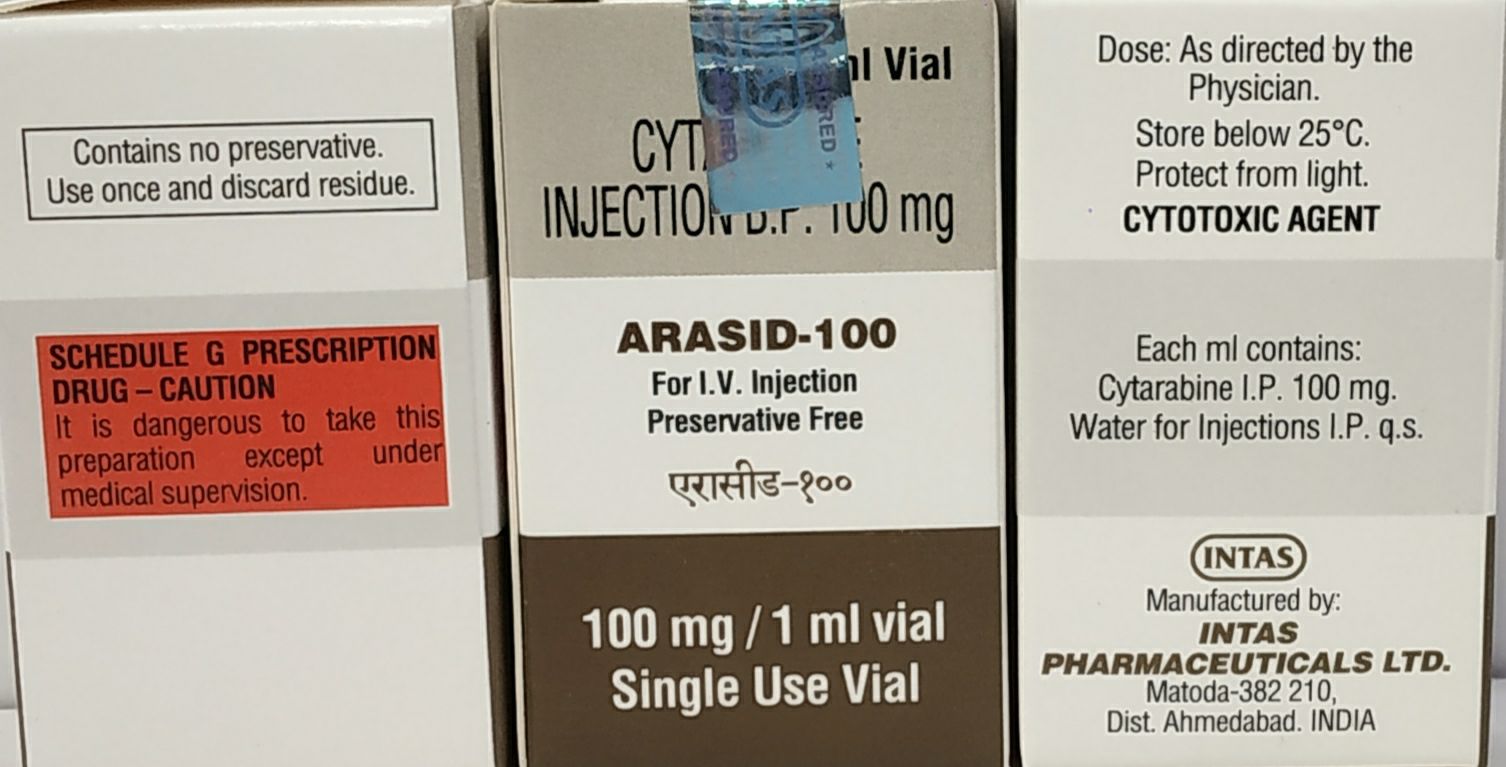 Contains no preservative.
Use once and discard residue.
SCHEDULE G PRESCRIPTION
DRUG – CAUTION
It is dangerous to take this
preparation except under
medical supervision.
ml Vial
INJECTION B.P. 100 mg
ARASID-100
For I.V. Injection
Preservative Free
एरासीड-१००
100 mg / 1 ml vial
Single Use Vial
Dose: As directed by the
Physician.
Store below 25°C.
Protect from light.
CYTOTOXIC AGENT
Each ml contains:
Cytarabine I.P. 100 mg.
Water for Injections I.P. q.s.
INTAS
Manufactured by:
INTAS
PHARMACEUTICALS LTD.
Matoda-382 210,
Dist. Ahmedabad. INDIA